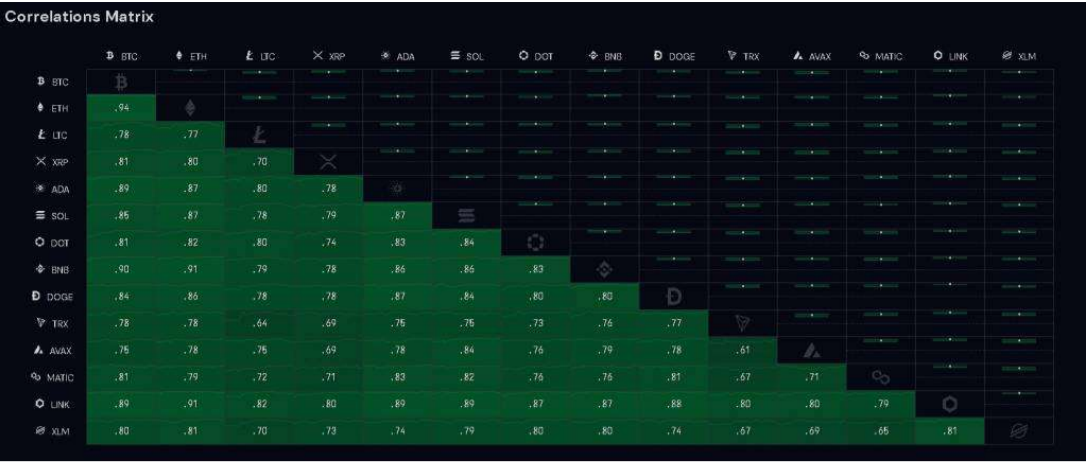 Correlations Matrix
BTC ETH LTC XRP ADA SOL DOT BNB DOGE TRX AVAX MATIC LINK XLM
BTC
ETH .94
LTC .78 .77
XRP .81 .80 .70
ADA .89 .87 .80 .78
SOL .85 .87 .78 .79 .87
DOT .81 .82 .80 .74 .83 .84
BNB .90 .91 .79 .78 .86 .86 .83
DOGE .84 .86 .78 .78 .87 .84 .80 .80
TRX .78 .78 .64 .69 .75 .75 .73 .76 .77
AVAX .75 .78 .75 .69 .78 .84 .76 .79 .78 .61
MATIC .81 .79 .72 .71 .83 .82 .76 .76 .81 .67 .71
LINK .89 .91 .82 .80 .89 .89 .87 .87 .88 .80 .80 .79
XLM .80 .81 .70 .73 .74 .79 .80 .80 .74 .67 .69 .65 .81